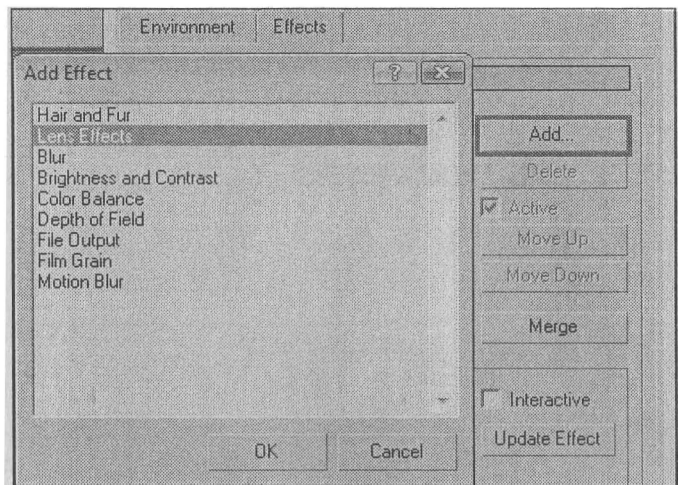 Environment
Effects
Add Effect
Hair and Fur
Lens Effects
Blur
Brightness and Contrast
Color Balance
Depth of Field
File Output
Film Grain
Motion Blur
OK
Cancel
Add...
Delete
Active
Move Up
Move Down
Merge
Interactive
Update Effect